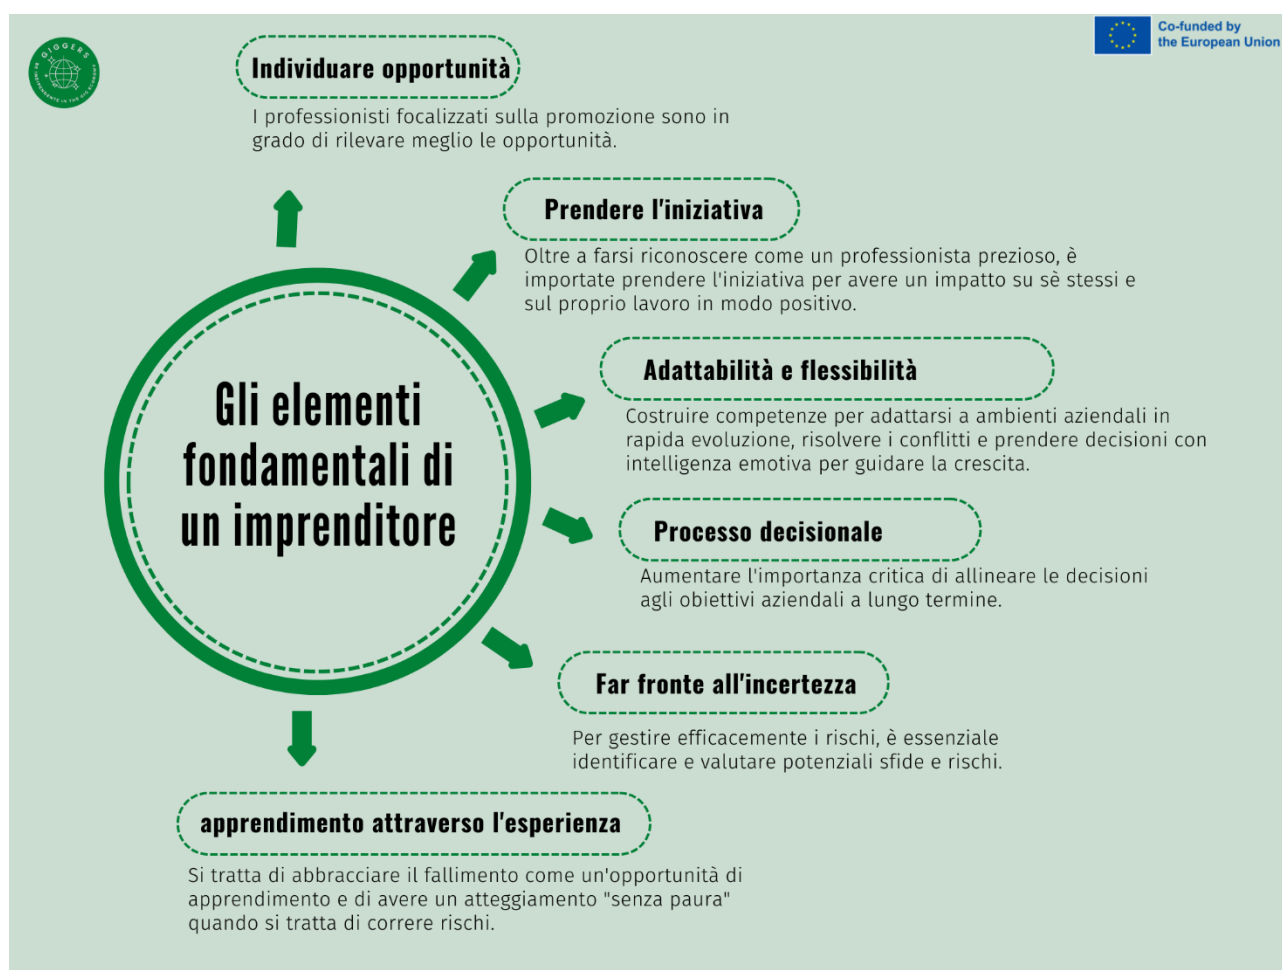 GIGGERS
Co-funded by
the European Union
Individuare opportunità
I professionisti focalizzati sulla promozione sono in
grado di rilevare meglio le opportunità.
Prendere l'iniziativa
Oltre a farsi riconoscere come un professionista prezioso, è
importate prendere l'iniziativa per avere un impatto su sè stessi e
sul proprio lavoro in modo positivo.
Adattabilità e flessibilità
Costruire competenze per adattarsi a ambienti aziendali in
rapida evoluzione, risolvere i conflitti e prendere decisioni con
intelligenza emotiva per guidare la crescita.
Gli elementi
fondamentali di
un imprenditore
Processo decisionale
Aumentare l'importanza critica di allineare le decisioni
agli obiettivi aziendali a lungo termine.
Far fronte all'incertezza
Per gestire efficacemente i rischi, è essenziale
identificare e valutare potenziali sfide e rischi.
apprendimento attraverso l'esperienza
Si tratta di abbracciare il fallimento come un'opportunità di
apprendimento e di avere un atteggiamento "senza paura"
quando si tratta di correre rischi.